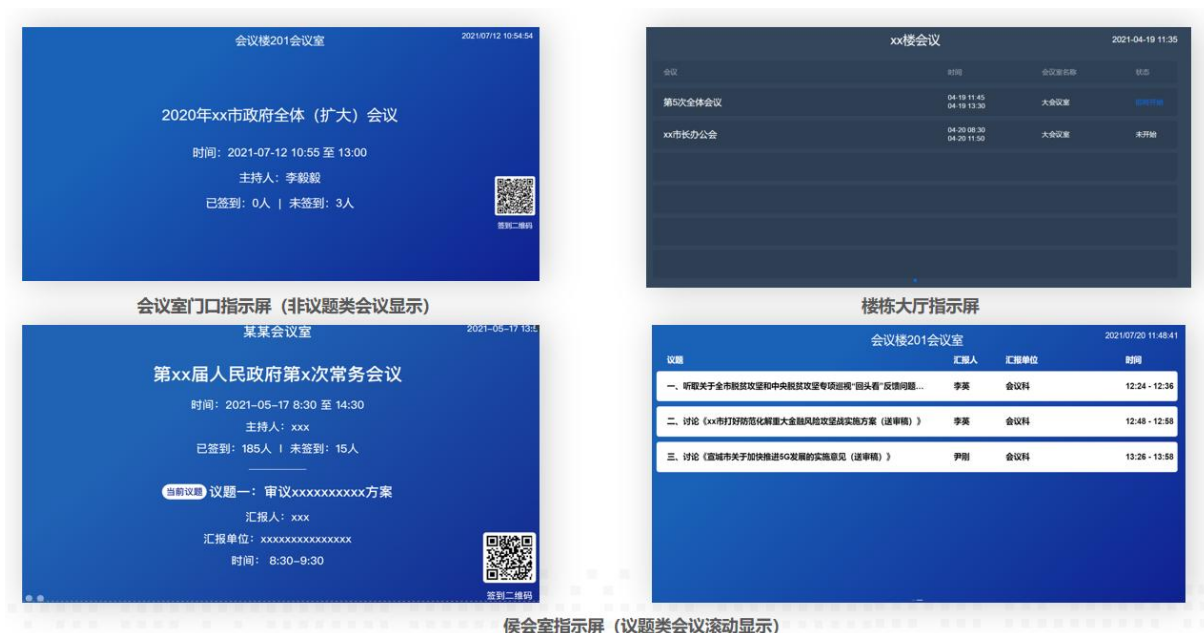 会议楼201会议室
2021/07/12 10:54:54
2020年xx市政府全体（扩大）会议
时间：2021-07-12 10:55 至 13:00
主持人：李毅毅
已签到：0人 | 未签到：3人
签到二维码
会议室门口指示屏（非议题类会议显示）
xx楼会议
2021-04-19 11:35
会议 时间 会议室名称 状态
第5次全体会议 04-19 11:45 大会议室 即将开始
04-19 13:30
xx市长办公会 04-20 08:30 大会议室 未开始
04-20 11:50
楼栋大厅指示屏
某某会议室
2021-05-17 13:5
第xx届人民政府第x次常务会议
时间：2021-05-17 8:30 至 14:30
主持人：xxx
已签到：185人 | 未签到：15人
当前议题 议题一：审议xxxxxxxxxx方案
汇报人：xxx
汇报单位：xxxxxxxxxxxxxxx
时间： 8:30-9:30
签到二维码
会议楼201会议室
2021/07/20 11:48:41
议题 汇报人 汇报单位 时间
一、听取关于全市脱贫攻坚和中央脱贫攻坚专项巡视“回头看”反馈问题... 李英 会议科 12:24 - 12:36
二、讨论《xx市打好防范化解重大金融风险攻坚战实施方案（送审稿）》 李英 会议科 12:48 - 12:58
三、讨论《宣城市关于加快推进5G发展的实施意见（送审稿）》 尹刚 会议科 13:26 - 13:58
侯会室指示屏（议题类会议滚动显示）